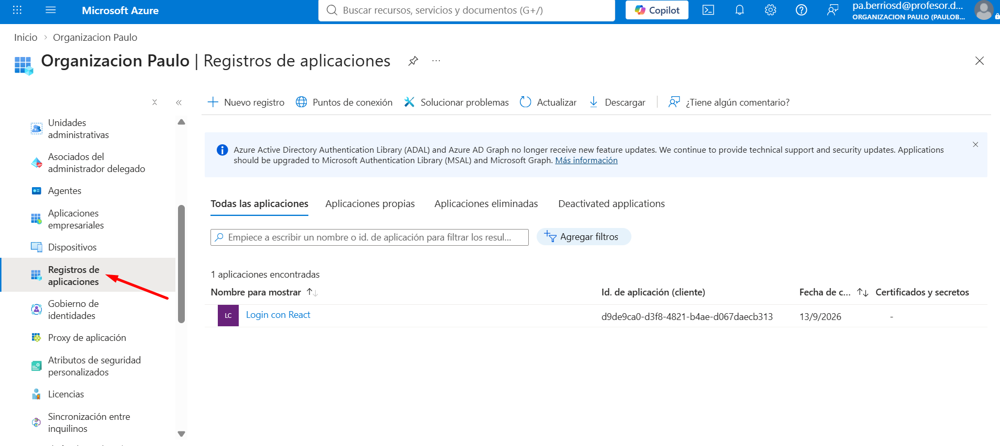 Microsoft Azure
Buscar recursos, servicios y documentos (G+/)
Copilot
pa.berriosd@profesor.d...
ORGANIZACION PAULO (PAULOB...
Inicio > Organizacion Paulo
Organizacion Paulo | Registros de aplicaciones
Nuevo registro
Puntos de conexión
Solucionar problemas
Actualizar
Descargar
¿Tiene algún comentario?
Unidades
administrativas
Asociados del
administrador delegado
Agentes
Aplicaciones
empresariales
Dispositivos
Registros de
aplicaciones
Gobierno de
identidades
Proxy de aplicación
Atributos de seguridad
personalizados
Licencias
Sincronización entre
inquilinos
Azure Active Directory Authentication Library (ADAL) and Azure AD Graph no longer receive new feature updates. We continue to provide technical support and security updates. Applications
should be upgraded to Microsoft Authentication Library (MSAL) and Microsoft Graph. Más información
Todas las aplicaciones
Aplicaciones propias
Aplicaciones eliminadas
Deactivated applications
Empiece a escribir un nombre o id. de aplicación para filtrar los resul...
Agregar filtros
1 aplicaciones encontradas
Nombre para mostrar
Id. de aplicación (cliente)
Fecha de c...
Certificados y secretos
LC
Login con React
d9de9ca0-d3f8-4821-b4ae-d067daecb313
13/9/2026
-